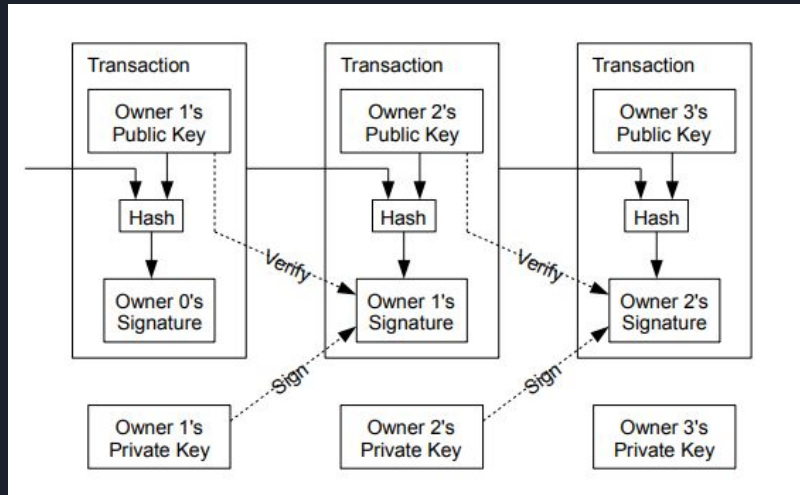 Transaction
Transaction
Transaction
Owner 1's
Public Key
Owner 2's
Public Key
Owner 3's
Public Key
Hash
Hash
Hash
Verify
Verify
Owner 0's
Signature
Owner 1's
Signature
Owner 2's
Signature
Sign
Sign
Owner 1's
Private Key
Owner 2's
Private Key
Owner 3's
Private Key